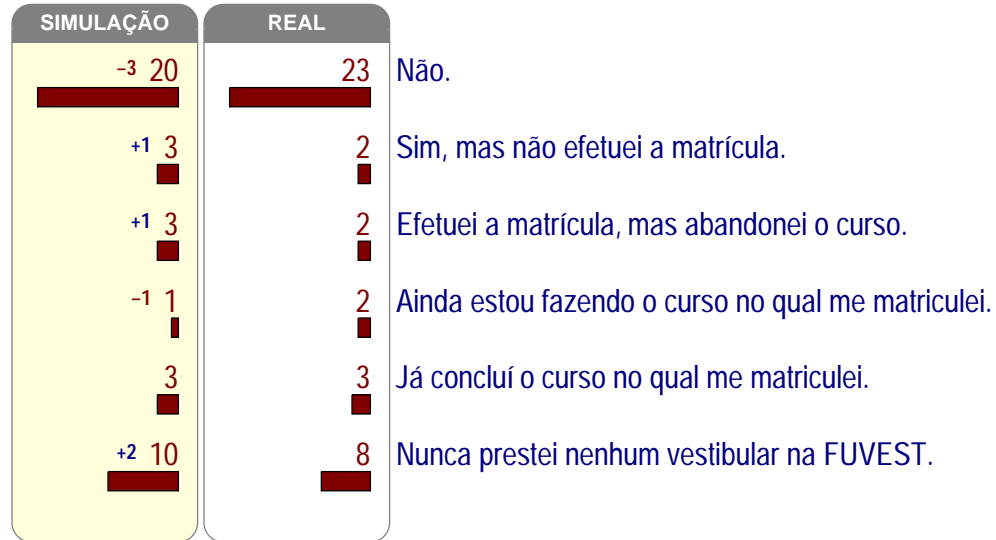 SIMULAÇÃO REAL
–3 20 23 Não.
+1 3 2 Sim, mas não efetuei a matrícula.
+1 3 2 Efetuei a matrícula, mas abandonei o curso.
–1 1 2 Ainda estou fazendo o curso no qual me matriculei.
3 3 Já concluí o curso no qual me matriculei.
+2 10 8 Nunca prestei nenhum vestibular na FUVEST.